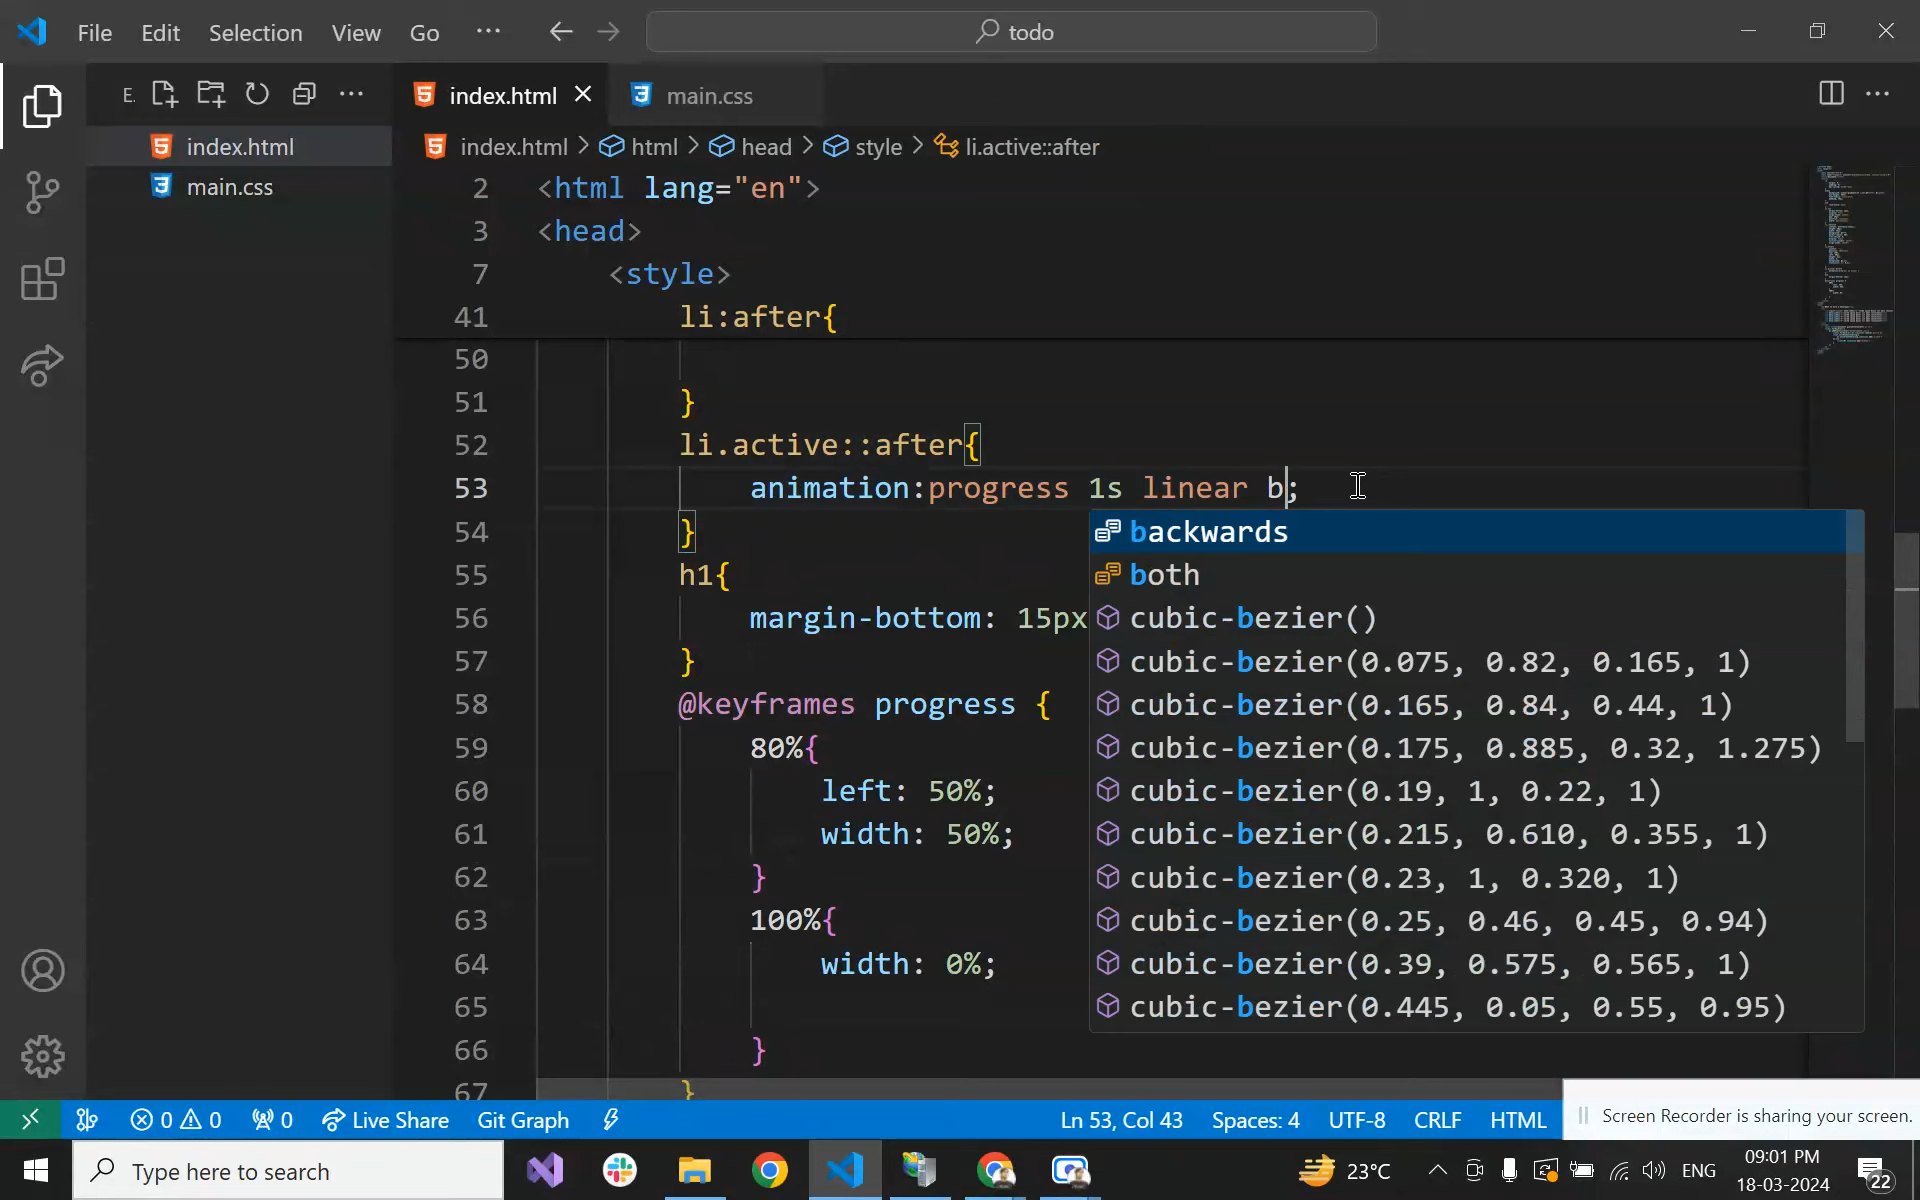 File Edit Selection View Go ··· todo
E. index.html main.css
index.html
main.css
index.html > html > head > style > li.active::after
2 <html lang="en">
3 <head>
7 <style>
41 li:after{
50
51 }
52 li.active::after{
53 animation:progress 1s linear b;
54 }
55 h1{
56 margin-bottom: 15px
57 }
58 @keyframes progress {
59 80%{
60 left: 50%;
61 width: 50%;
62 }
63 100%{
64 width: 0%;
65
66 }
67 }
backwards
both
cubic-bezier()
cubic-bezier(0.075, 0.82, 0.165, 1)
cubic-bezier(0.165, 0.84, 0.44, 1)
cubic-bezier(0.175, 0.885, 0.32, 1.275)
cubic-bezier(0.19, 1, 0.22, 1)
cubic-bezier(0.215, 0.610, 0.355, 1)
cubic-bezier(0.23, 1, 0.320, 1)
cubic-bezier(0.25, 0.46, 0.45, 0.94)
cubic-bezier(0.39, 0.575, 0.565, 1)
cubic-bezier(0.445, 0.05, 0.55, 0.95)
0 0 0 Live Share Git Graph Ln 53, Col 43 Spaces: 4 UTF-8 CRLF HTML
Screen Recorder is sharing your screen.
Type here to search 23°C ENG 09:01 PM
18-03-2024 22